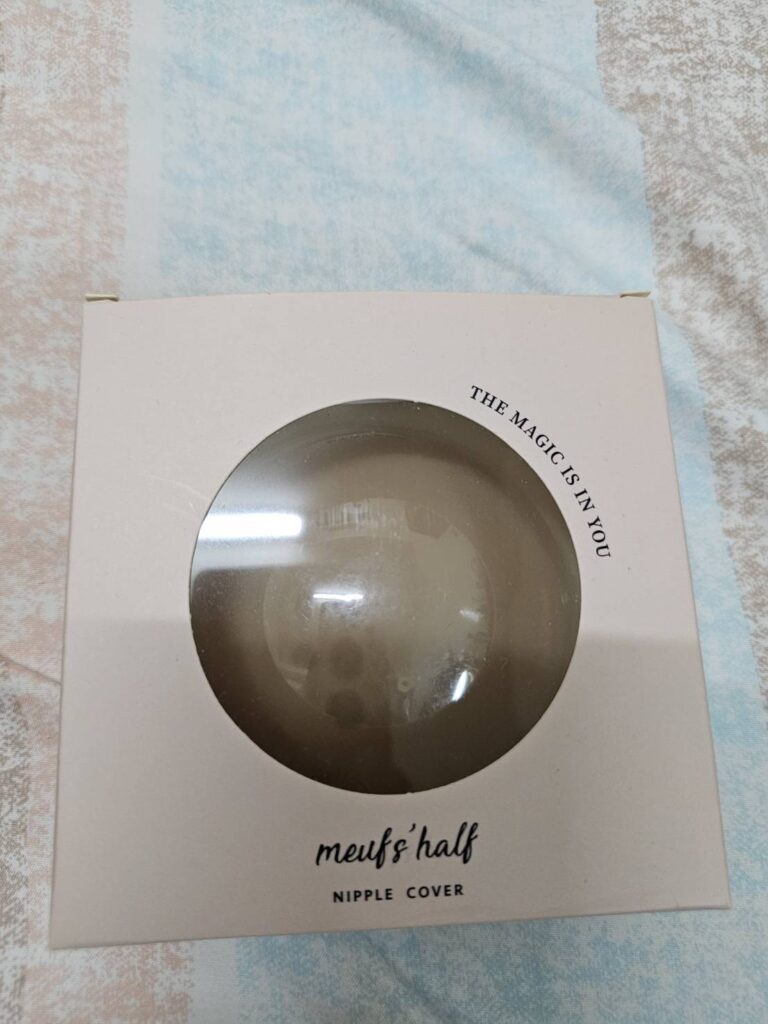 THE MAGIC IS IN YOU
meufs'half
NIPPLE COVER